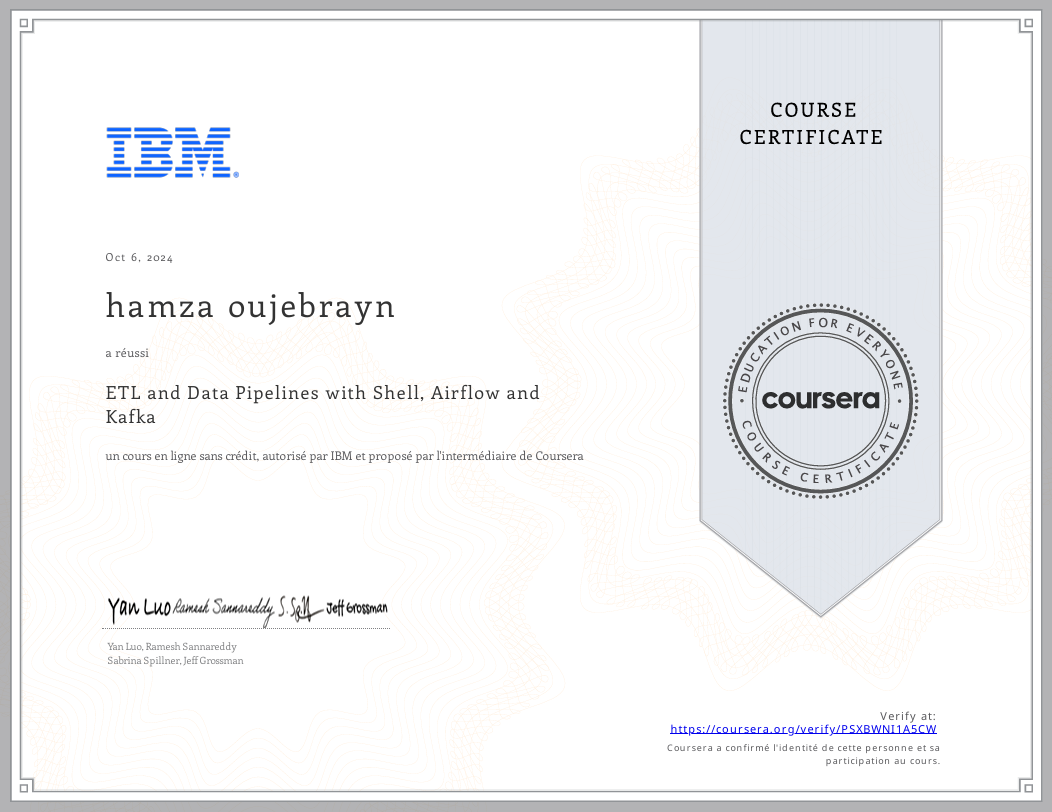 COURSE
CERTIFICATE
IBM®
Oct 6, 2024
hamza oujebrayn
a réussi
ETL and Data Pipelines with Shell, Airflow and
Kafka
un cours en ligne sans crédit, autorisé par IBM et proposé par l'intermédiaire de Coursera
EDUCATION FOR EVERYONE
coursera
COURSE CERTIFICATE
Yan Luo Ramesh Sannareddy S. Spill Jeff Grossman
Yan Luo, Ramesh Sannareddy
Sabrina Spillner, Jeff Grossman
Verify at:
https://coursera.org/verify/PSXBWNI1A5CW
Coursera a confirmé l'identité de cette personne et sa
participation au cours.